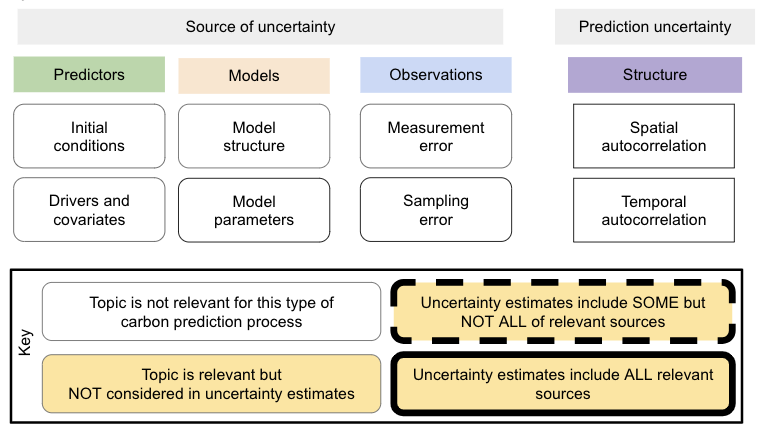 Source of uncertainty
Prediction uncertainty
Predictors
Models
Observations
Structure
Initial
conditions
Model
structure
Measurement
error
Spatial
autocorrelation
Drivers and
covariates
Model
parameters
Sampling
error
Temporal
autocorrelation
Key
Topic is not relevant for this type of
carbon prediction process
Uncertainty estimates include SOME but
NOT ALL of relevant sources
Topic is relevant but
NOT considered in uncertainty estimates
Uncertainty estimates include ALL relevant
sources